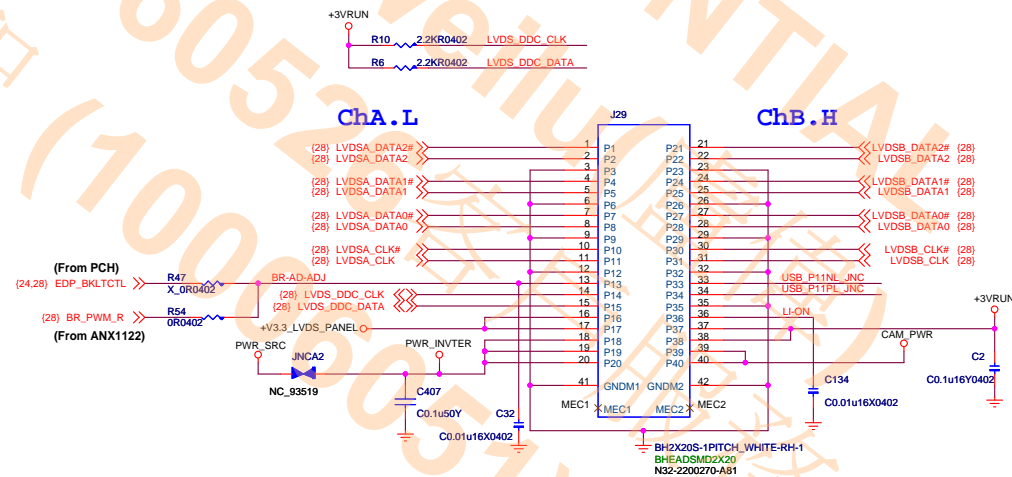 +3VRUN
R10 2.2KR0402 LVDS_DDC_CLK
R6 2.2KR0402 LVDS_DDC_DATA
ChA.L
J29
ChB.H
{28} LVDSA_DATA2# 1 P1 P21 21 LVDSB_DATA2# {28}
{28} LVDSA_DATA2 2 P2 P22 22 LVDSB_DATA2 {28}
3 P3 P23 23
{28} LVDSA_DATA1# 4 P4 P24 24 LVDSB_DATA1# {28}
{28} LVDSA_DATA1 5 P5 P25 25 LVDSB_DATA1 {28}
6 P6 P26 26
{28} LVDSA_DATA0# 7 P7 P27 27 LVDSB_DATA0# {28}
{28} LVDSA_DATA0 8 P8 P28 28 LVDSB_DATA0 {28}
9 P9 P29 29
{28} LVDSA_CLK# 10 P10 P30 30 LVDSB_CLK# {28}
{28} LVDSA_CLK 11 P11 P31 31 LVDSB_CLK {28}
12 P12 P32 32
(From PCH)
{24,28} EDP_BKLTCTL R47 X_0R0402 BR-AD-ADJ 13 P13 P33 33 USB_P11NL_JNC
{28} LVDS_DDC_CLK 14 P14 P34 34 USB_P11PL_JNC
{28} LVDS_DDC_DATA 15 P15 P35 35
+3VRUN
{28} BR_PWM_R R54 0R0402 16 P16 P36 36 LI-ON
(From ANX1122)
+V3.3_LVDS_PANEL 17 P17 P37 37
18 P18 P38 38 CAM_PWR
PWR_SRC PWR_INVTER 19 P19 P39 39
JNCA2 20 P20 P40 40
NC_93519
C2
C0.1u16Y0402
41 GNDM1 GNDM2 42
C407
C0.1u50Y
C134
C0.01u16X0402
MEC1 MEC1 MEC2 MEC2
C32
C0.01u16X0402
BH2X20S-1PITCH_WHITE-RH-1
BHEADSMD2X20
N32-2200270-A81